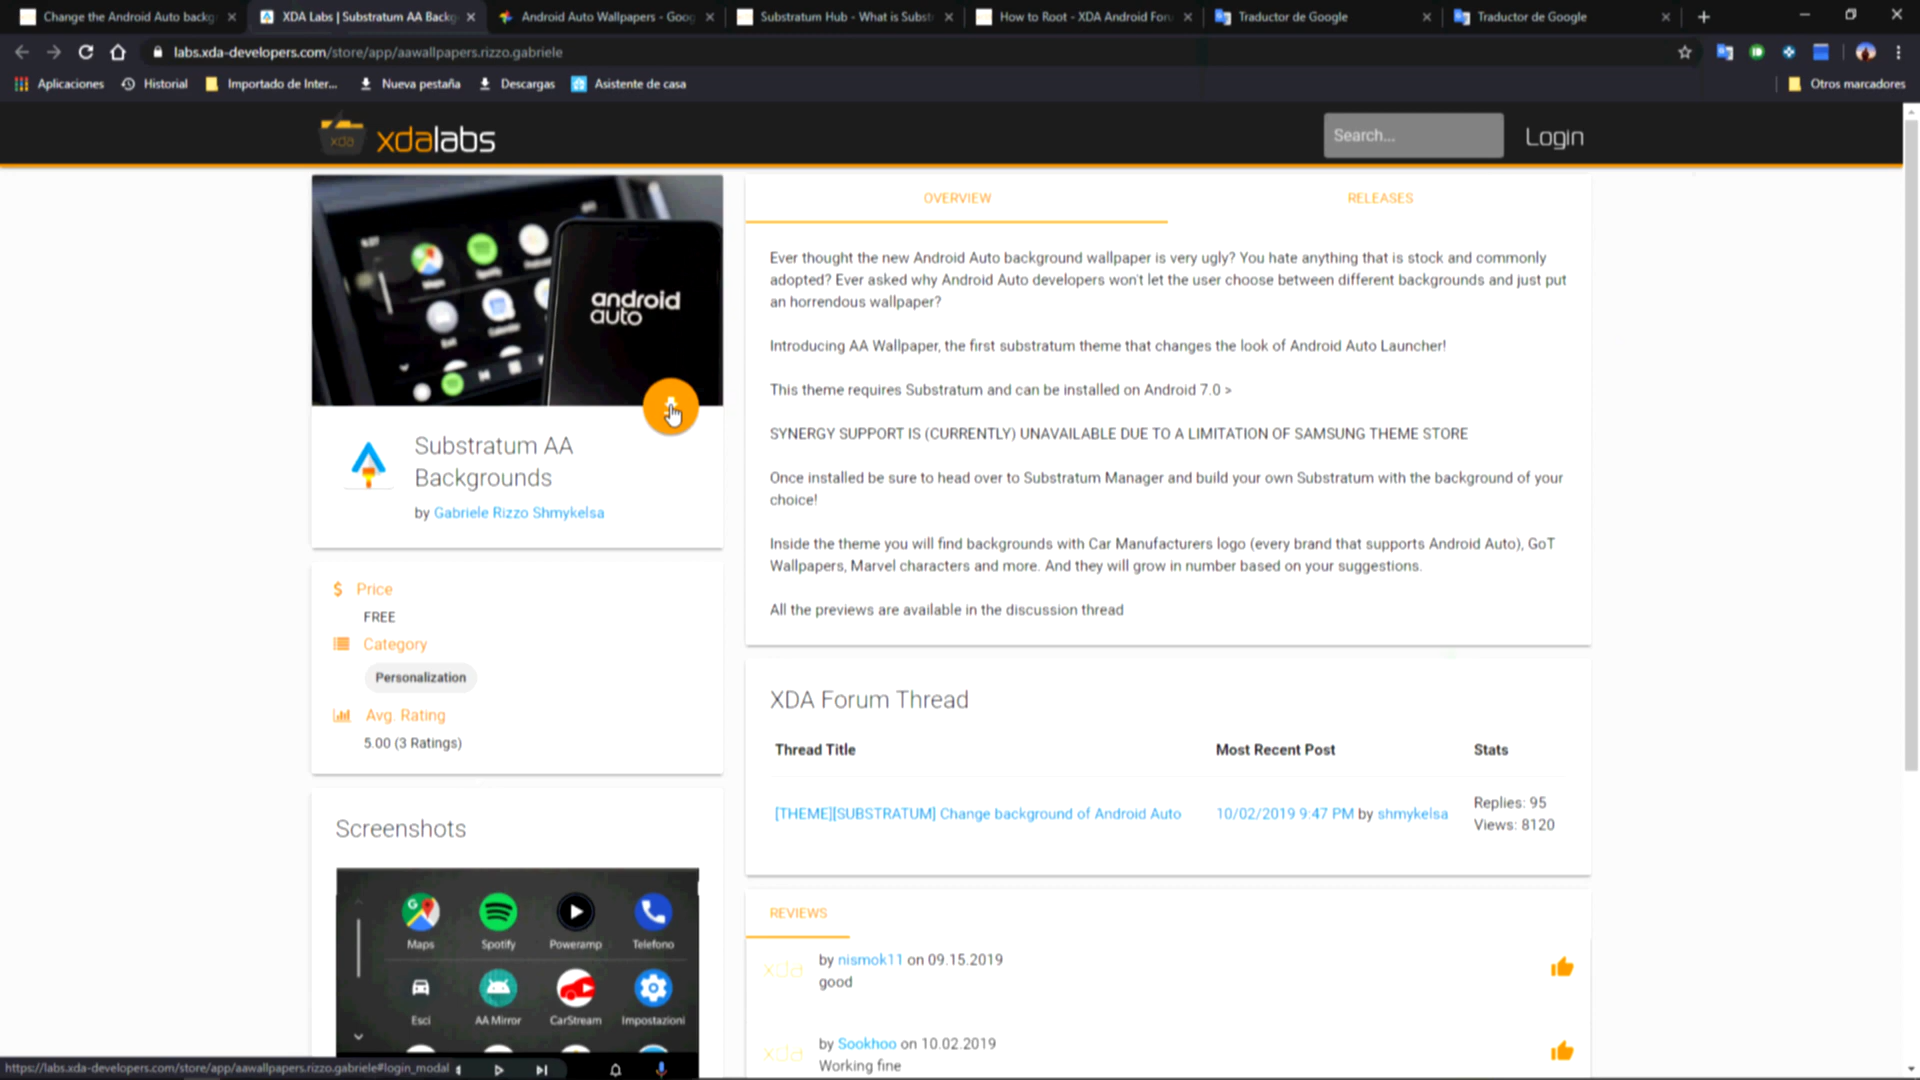 Change the Android Auto backg
XDA Labs | Substratum AA Backg
Android Auto Wallpapers - Goog
Substratum Hub - What is Subst
How to Root - XDA Android For
Traductor de Google
Traductor de Google
labs.xda-developers.com/store/app/aawallpapers.rizzo.gabriele
Aplicaciones
Historial
Importado de Inter...
Nueva pestaña
Descargas
Asistente de casa
Otros marcadores
xda
xdalabs
Search...
Login
android
auto
Maps
Spotify
Exit
Calendar
Substratum AA
Backgrounds
by Gabriele Rizzo Shmykelsa
$ Price
FREE
Category
Personalization
Avg. Rating
5.00 (3 Ratings)
Screenshots
Maps
Spotify
Poweramp
Telefono
Esci
AA Mirror
CarStream
Impostazioni
OVERVIEW
RELEASES
Ever thought the new Android Auto background wallpaper is very ugly? You hate anything that is stock and commonly
adopted? Ever asked why Android Auto developers won't let the user choose between different backgrounds and just put
an horrendous wallpaper?
Introducing AA Wallpaper, the first substratum theme that changes the look of Android Auto Launcher!
This theme requires Substratum and can be installed on Android 7.0 >
SYNERGY SUPPORT IS (CURRENTLY) UNAVAILABLE DUE TO A LIMITATION OF SAMSUNG THEME STORE
Once installed be sure to head over to Substratum Manager and build your own Substratum with the background of your
choice!
Inside the theme you will find backgrounds with Car Manufacturers logo (every brand that supports Android Auto), GoT
Wallpapers, Marvel characters and more. And they will grow in number based on your suggestions.
All the previews are available in the discussion thread
XDA Forum Thread
Thread Title
Most Recent Post
Stats
[THEME][SUBSTRATUM] Change background of Android Auto
10/02/2019 9:47 PM by shmykelsa
Replies: 95
Views: 8120
REVIEWS
xda
by nismok11 on 09.15.2019
good
xda
by Sookhoo on 10.02.2019
Working fine
https://labs.xda-developers.com/store/app/aawallpapers.rizzo.gabriele#login_modal